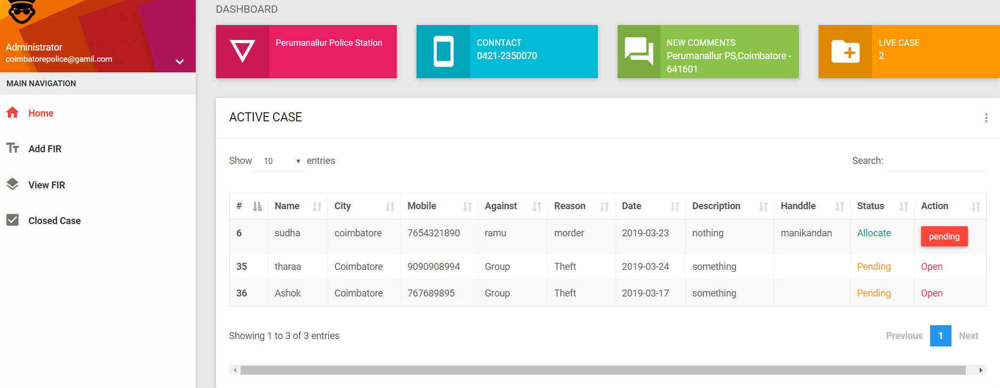 DASHBOARD
Administrator
coimbatorepolice@gamil.com
Perumanallur Police Station
CONNTACT
0421-2350070
NEW COMMENTS
Perumanallur PS,Coimbatore -
641601
LIVE CASE
2
MAIN NAVIGATION
Home
Add FIR
View FIR
Closed Case
ACTIVE CASE
Show 10 entries Search:
# Name City Mobile Against Reason Date Description Handdle Status Action
6 sudha coimbatore 7654321890 ramu morder 2019-03-23 nothing manikandan Allocate pending
35 tharaa Coimbatore 9090908994 Group Theft 2019-03-24 something Pending Open
36 Ashok Coimbatore 767689895 Group Theft 2019-03-17 something Pending Open
Showing 1 to 3 of 3 entries Previous 1 Next